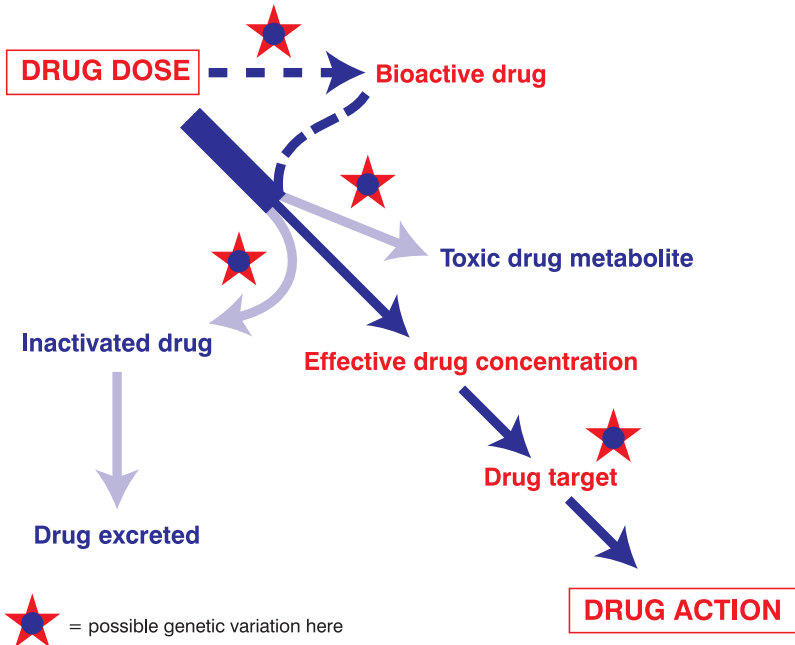 DRUG DOSE
Bioactive drug
Toxic drug metabolite
Inactivated drug
Effective drug concentration
Drug target
Drug excreted
DRUG ACTION
= possible genetic variation here